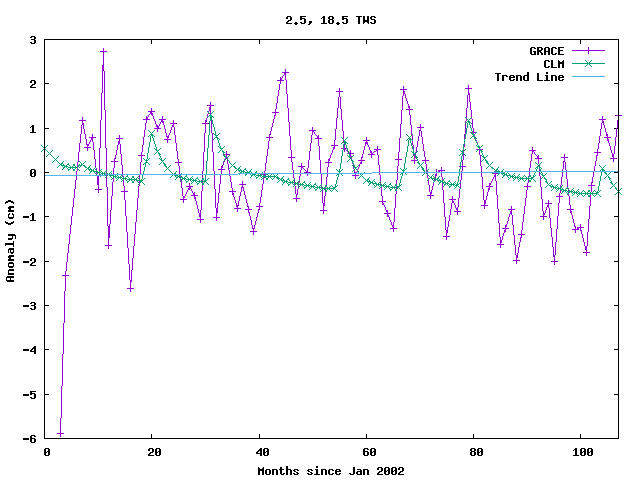 2.5, 18.5 TWS
GRACE
CLM
Trend Line
3
2
1
0
-1
-2
-3
-4
-5
-6
Anomaly (cm)
0 20 40 60 80 100
Months since Jan 2002